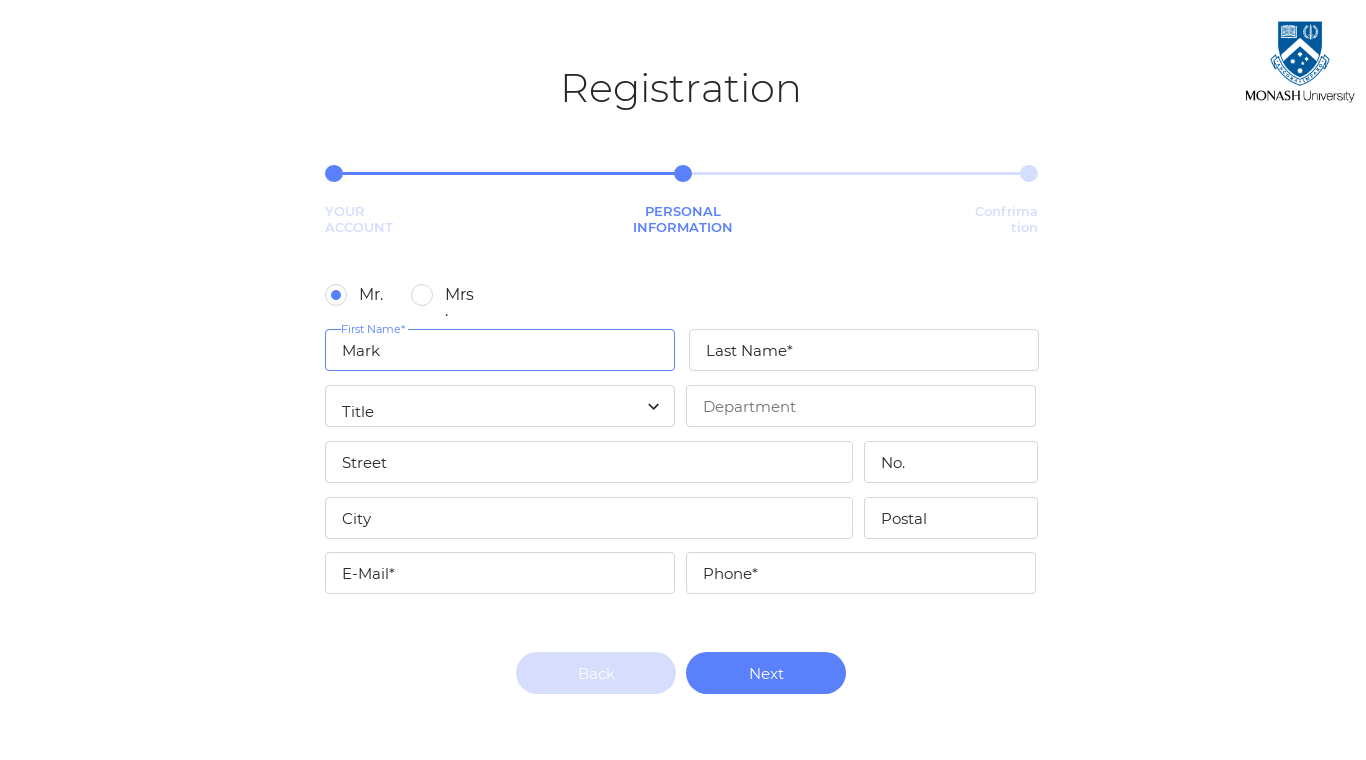 MONASH University
Registration
YOUR
ACCOUNT
PERSONAL
INFORMATION
Confrima
tion
Mr.
Mrs
.
First Name*
Mark
Last Name*
Title
Department
Street
No.
City
Postal
E-Mail*
Phone*
Back
Next